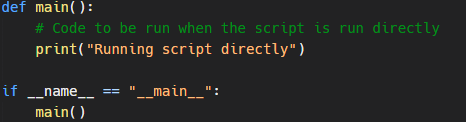 def main():
    # Code to be run when the script is run directly
    print("Running script directly")

if __name__ == "__main__":
    main()